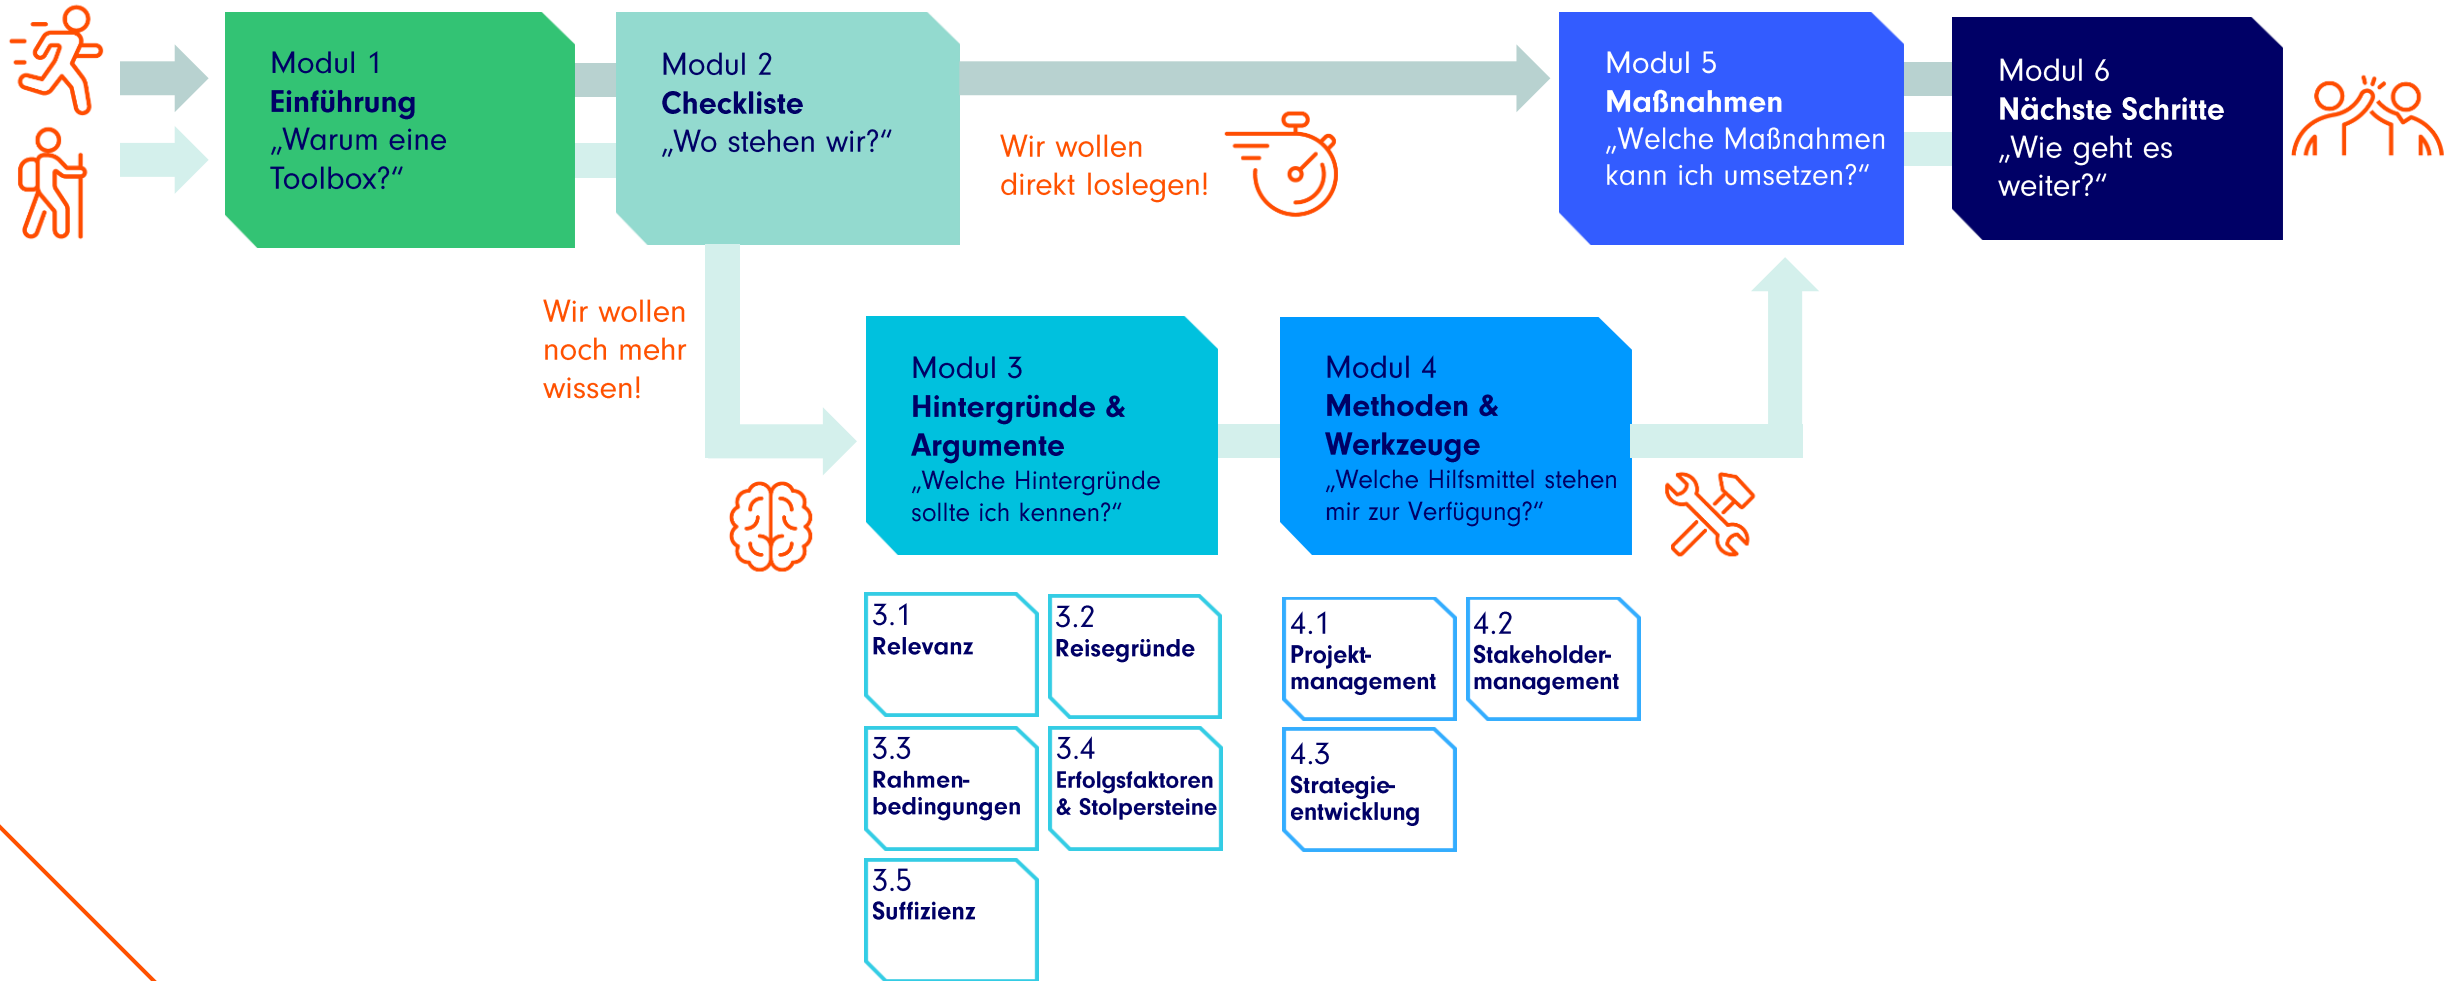 Modul 1
Einführung
„Warum eine
Toolbox?“
Modul 2
Checkliste
„Wo stehen wir?“
Wir wollen
direkt loslegen!
Modul 5
Maßnahmen
„Welche Maßnahmen
kann ich umsetzen?“
Modul 6
Nächste Schritte
„Wie geht es
weiter?“
Wir wollen
noch mehr
wissen!
Modul 3
Hintergründe &
Argumente
„Welche Hintergründe
sollte ich kennen?“
Modul 4
Methoden &
Werkzeuge
„Welche Hilfsmittel stehen
mir zur Verfügung?“
3.1
Relevanz
3.2
Reisegründe
3.3
Rahmen-
bedingungen
3.4
Erfolgsfaktoren
& Stolpersteine
3.5
Suffizienz
4.1
Projekt-
management
4.2
Stakeholder-
management
4.3
Strategie-
entwicklung